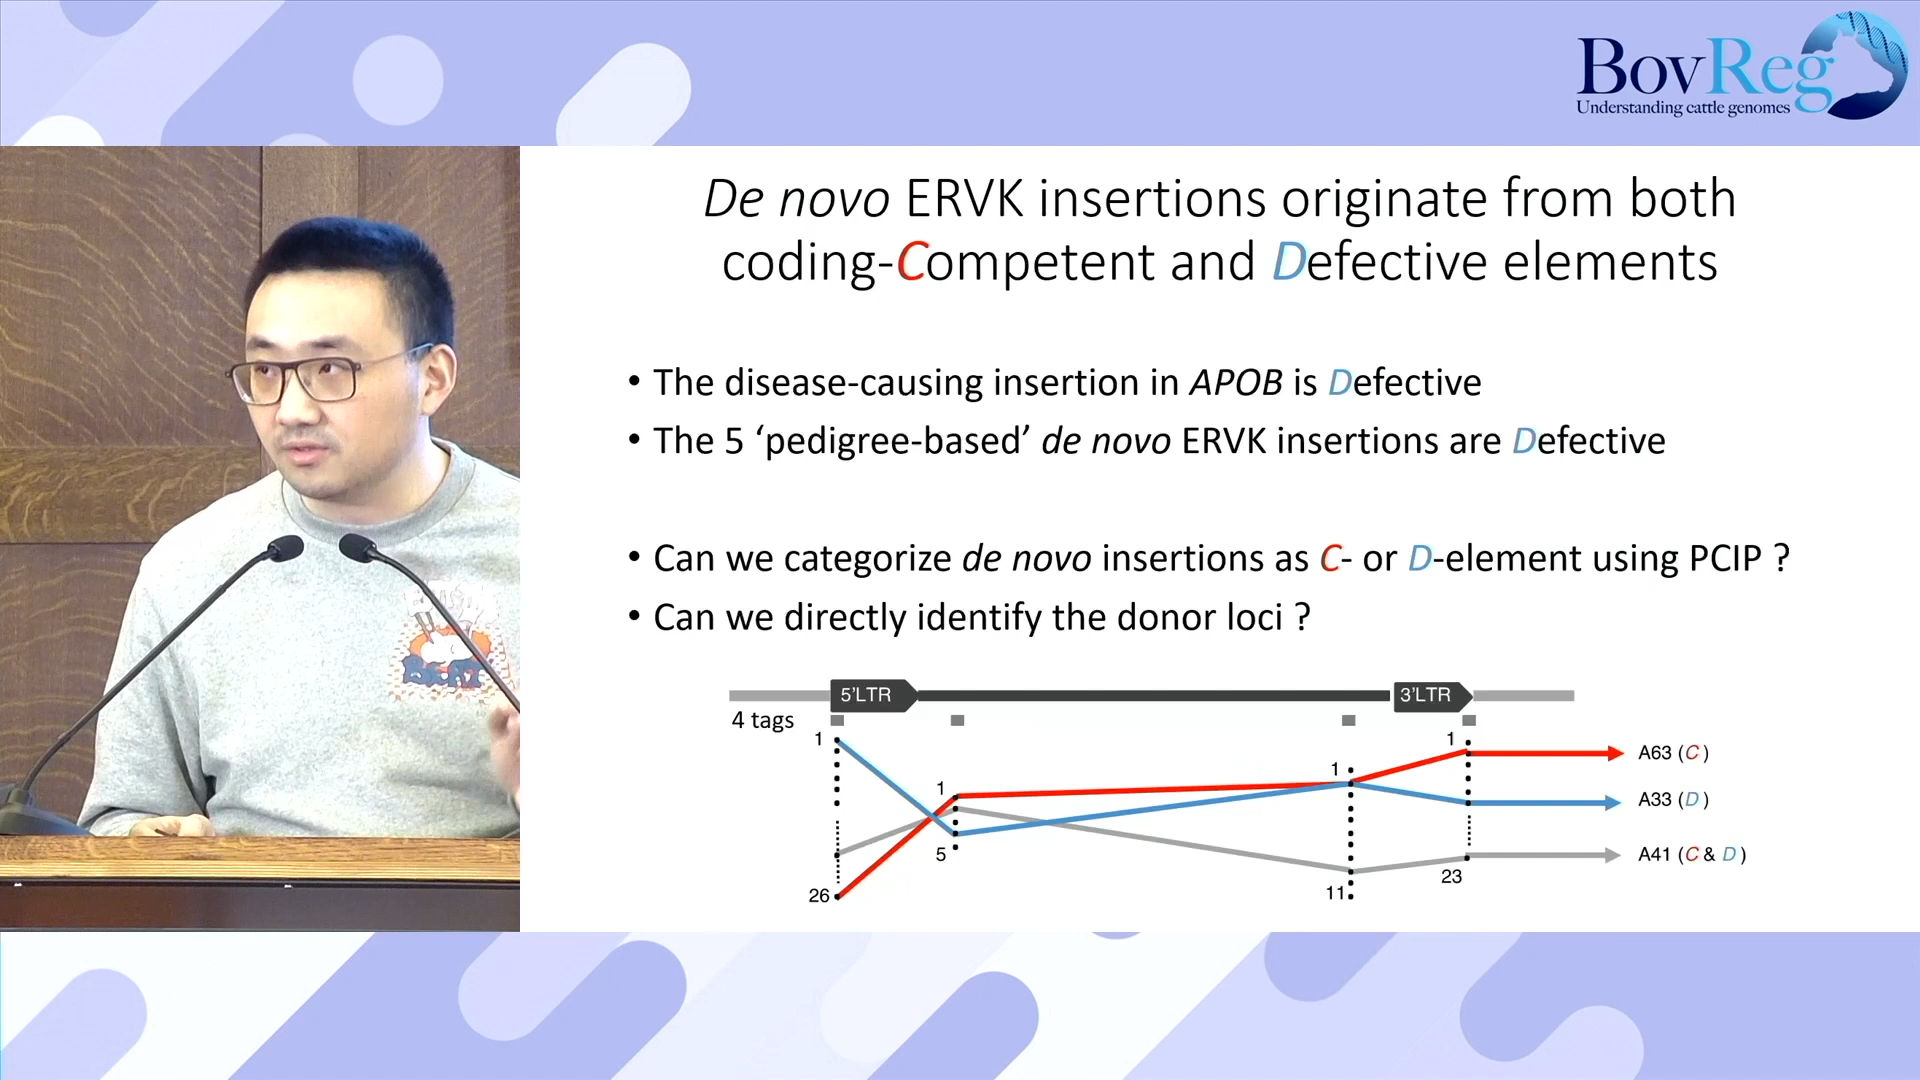 BovReg
Understanding cattle genomes
De novo ERVK insertions originate from both
coding-Competent and Defective elements
• The disease-causing insertion in APOB is Defective
• The 5 ‘pedigree-based’ de novo ERVK insertions are Defective
• Can we categorize de novo insertions as C- or D-element using PCIP ?
• Can we directly identify the donor loci ?
5'LTR
3'LTR
4 tags
1
1
1
1
5
26
11
23
A63 (C)
A33 (D)
A41 (C & D)